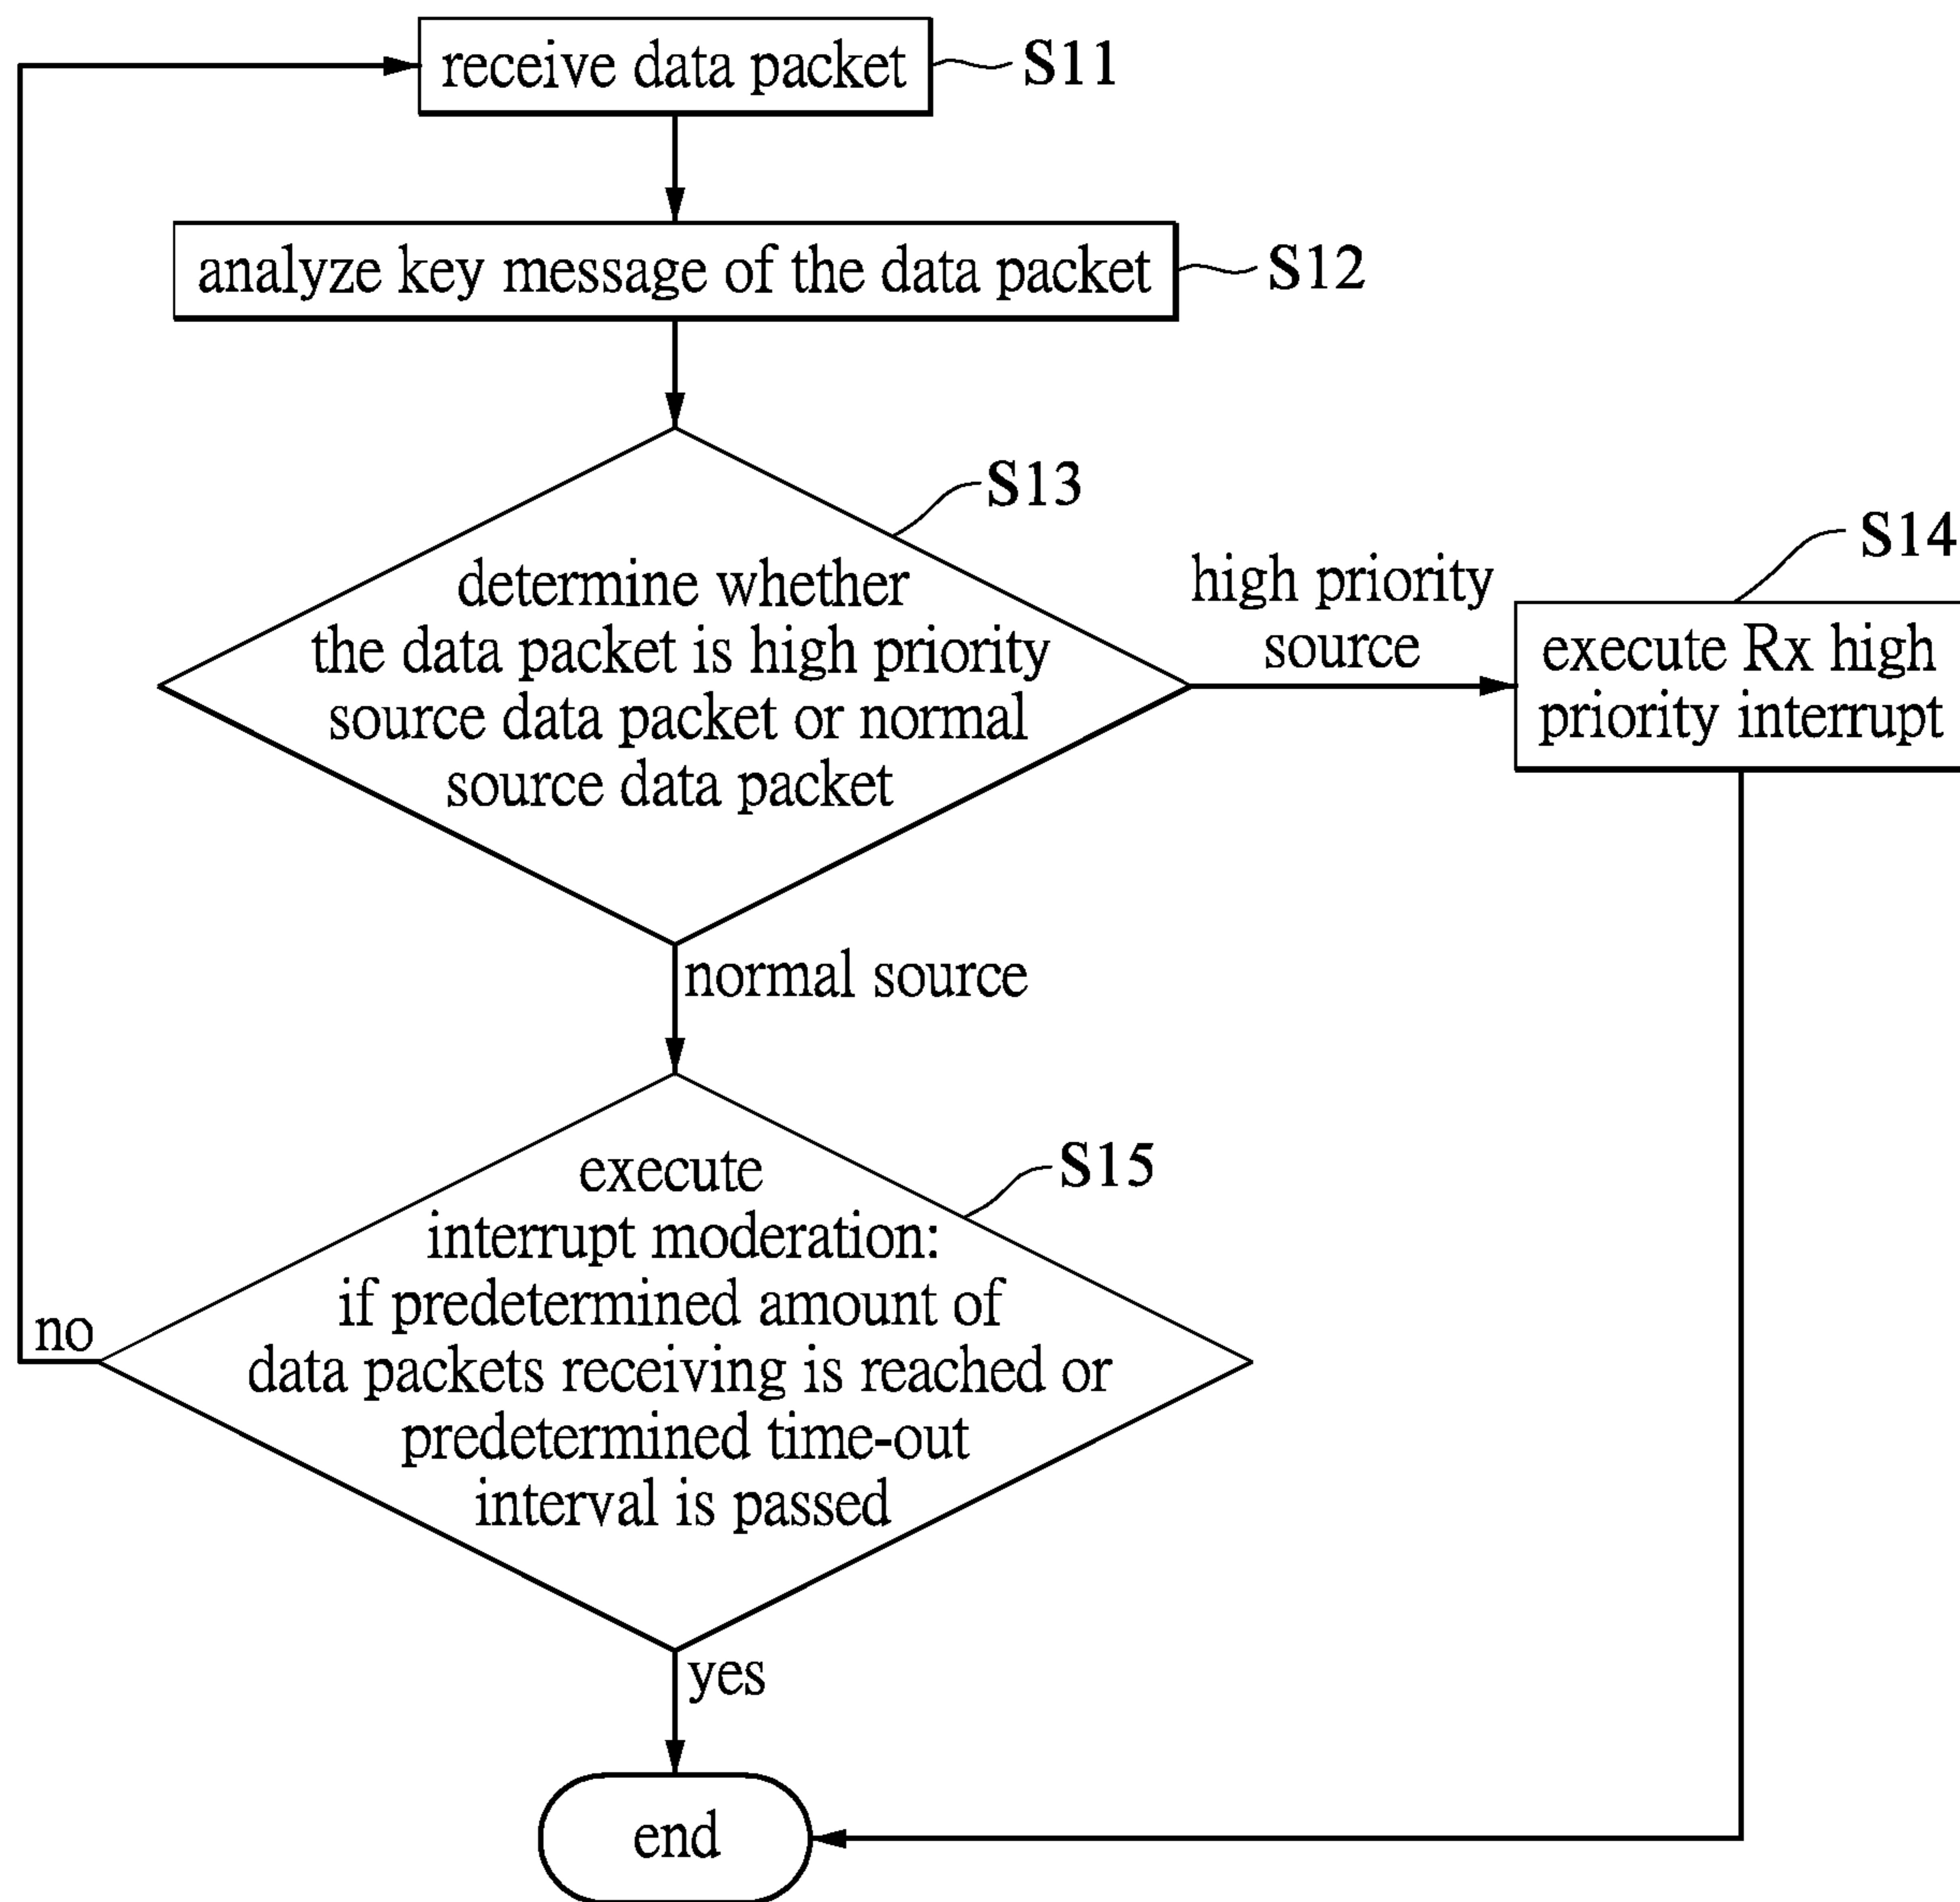 receive data packet
S11
analyze key message of the data packet
S12
S13
determine whether
the data packet is high priority
source data packet or normal
source data packet
high priority
source
S14
execute Rx high
priority interrupt
normal source
S15
execute
interrupt moderation:
if predetermined amount of
data packets receiving is reached or
predetermined time-out
interval is passed
no
yes
end